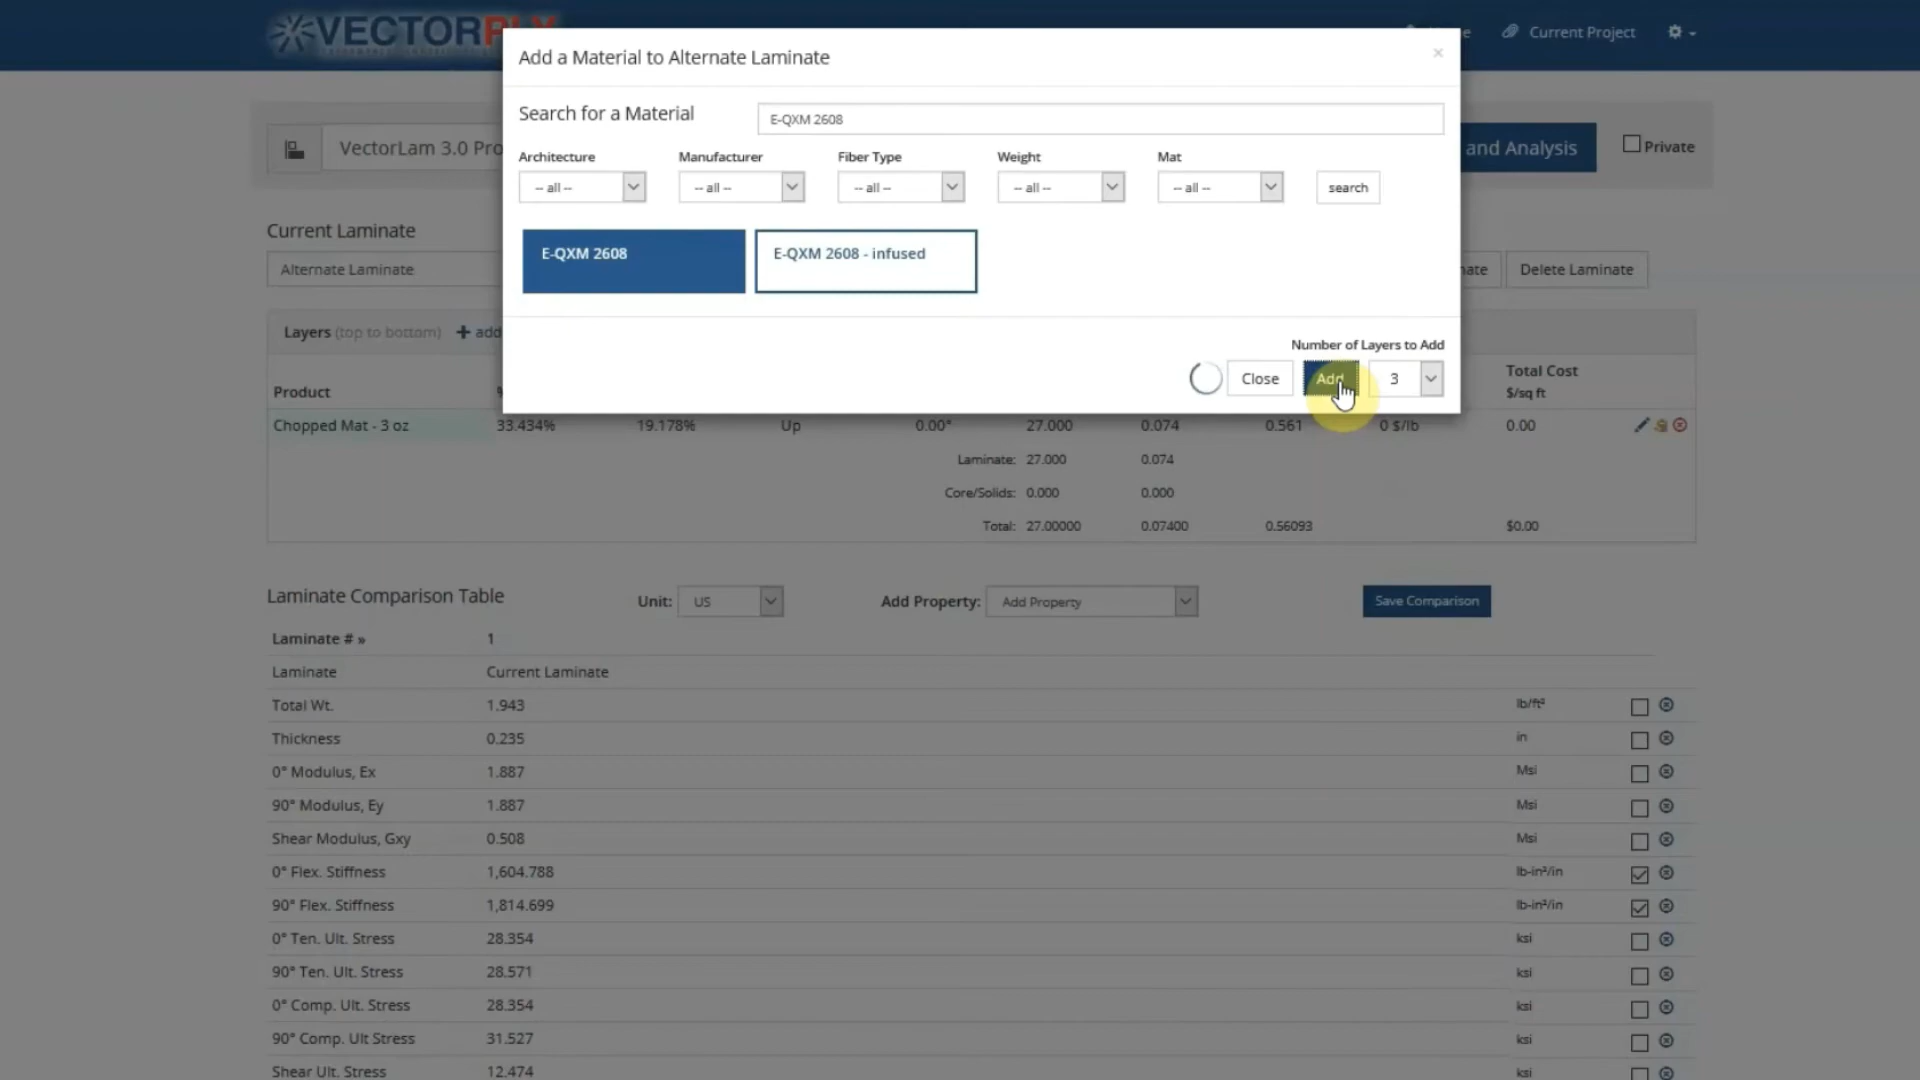 VECTORPLY
Current Project
Add a Material to Alternate Laminate
×
Search for a Material
E-QXM 2608
VectorLam 3.0 Pro
and Analysis
Private
Architecture
Manufacturer
Fiber Type
Weight
Mat
-- all --
-- all --
-- all --
-- all --
-- all --
search
Current Laminate
E-QXM 2608
E-QXM 2608 - infused
Alternate Laminate
Delete Laminate
Layers (top to bottom)
Number of Layers to Add
Close
Add
3
Product
Total Cost
$/sq ft
Chopped Mat - 3 oz
33.434%
19.178%
Up
0.00°
27.000
0.074
0.561
0 $/lb
0.00
Laminate:
27.000
0.074
Core/Solids:
0.000
0.000
Total:
27.00000
0.07400
0.56093
$0.00
Laminate Comparison Table
Unit:
US
Add Property:
Add Property
Save Comparison
Laminate # »
1
Laminate
Current Laminate
Total Wt.
1.943
lb/ft²
Thickness
0.235
in
0° Modulus, Ex
1.887
Msi
90° Modulus, Ey
1.887
Msi
Shear Modulus, Gxy
0.508
Msi
0° Flex. Stiffness
1,604.788
lb-in²/in
90° Flex. Stiffness
1,814.699
lb-in²/in
0° Ten. Ult. Stress
28.354
ksi
90° Ten. Ult. Stress
28.571
ksi
0° Comp. Ult. Stress
28.354
ksi
90° Comp. Ult Stress
31.527
ksi
Shear Ult. Stress
12.474
ksi